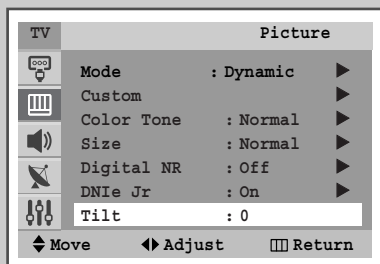 TV Picture
Mode : Dynamic ▶
Custom ▶
Color Tone : Normal ▶
Size : Normal ▶
Digital NR : Off ▶
DNIe Jr : On ▶
Tilt : 0
Move Adjust Return